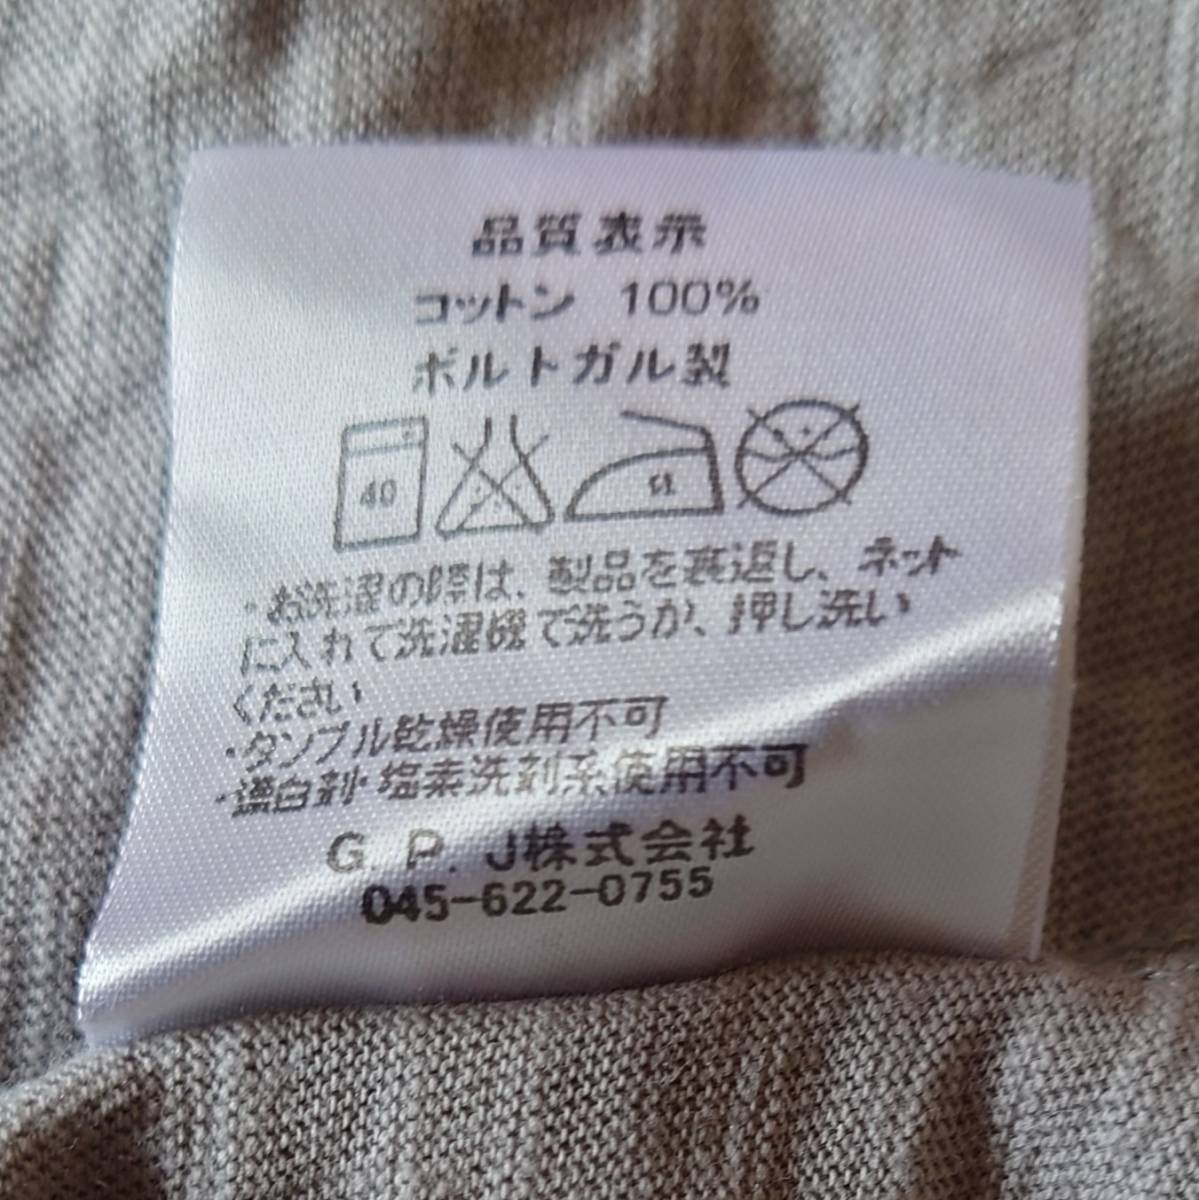 品質表示
コットン 100%
ポルトガル製
40 中
・お洗濯の際は、製品を裏返し、ネット
に入れて洗濯機で洗うか、押し洗い
ください
・タンブル乾燥使用不可
・漂白剤・塩素洗剤系使用不可
G. P. J株式会社
045-622-0755